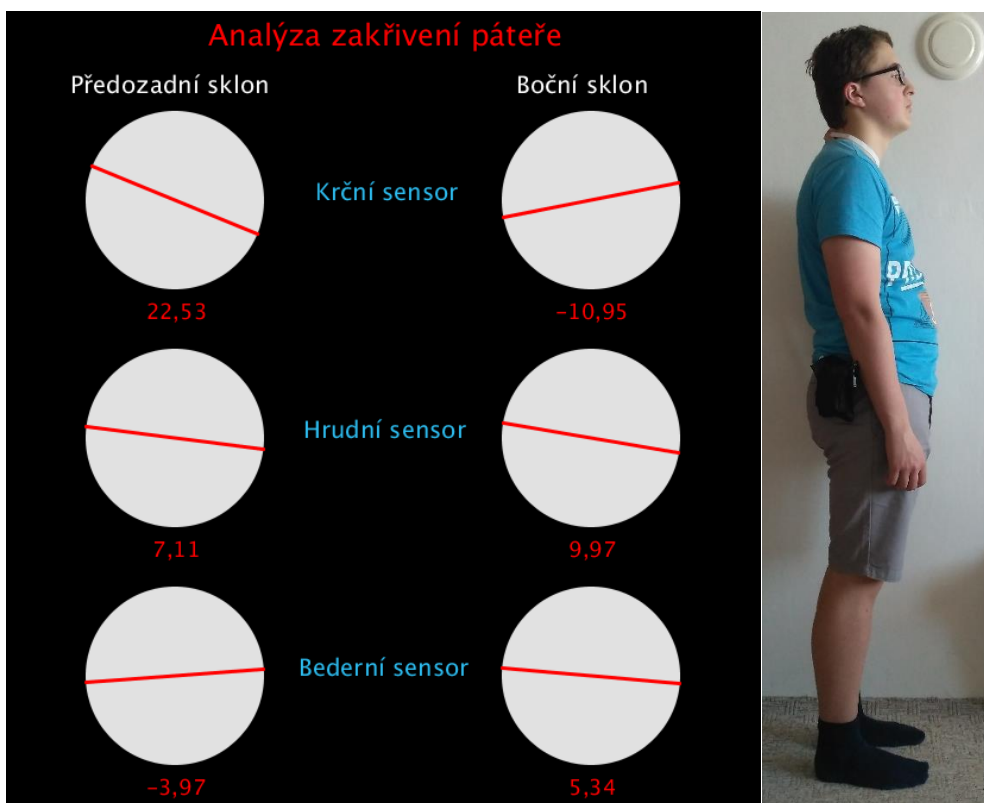 Analýza zakřivení páteře
Předozadní sklon
Boční sklon
Krční sensor
22,53
-10,95
Hrudní sensor
7,11
9,97
Bederní sensor
-3,97
5,34